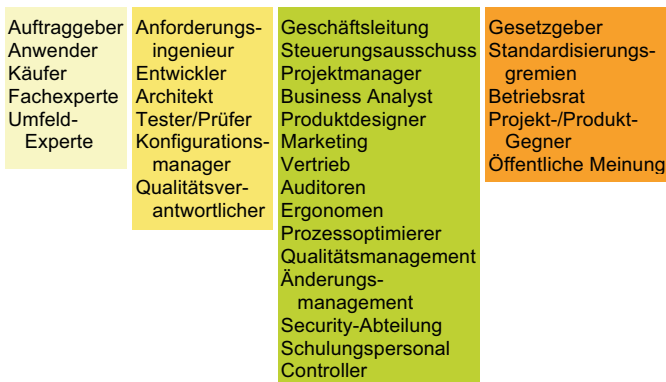 Auftraggeber
Anwender
Käufer
Fachexperte
Umfeld-
Experte
Anforderungs-
ingenieur
Entwickler
Architekt
Tester/Prüfer
Konfigurations-
manager
Qualitätsver-
antwortlicher
Geschäftsleitung
Steuerungsausschuss
Projektmanager
Business Analyst
Produktdesigner
Marketing
Vertrieb
Auditoren
Ergonomen
Prozessoptimierer
Qualitätsmanagement
Änderungs-
management
Security-Abteilung
Schulungspersonal
Controller
Gesetzgeber
Standardisierungs-
gremien
Betriebsrat
Projekt-/Produkt-
Gegner
Öffentliche Meinung